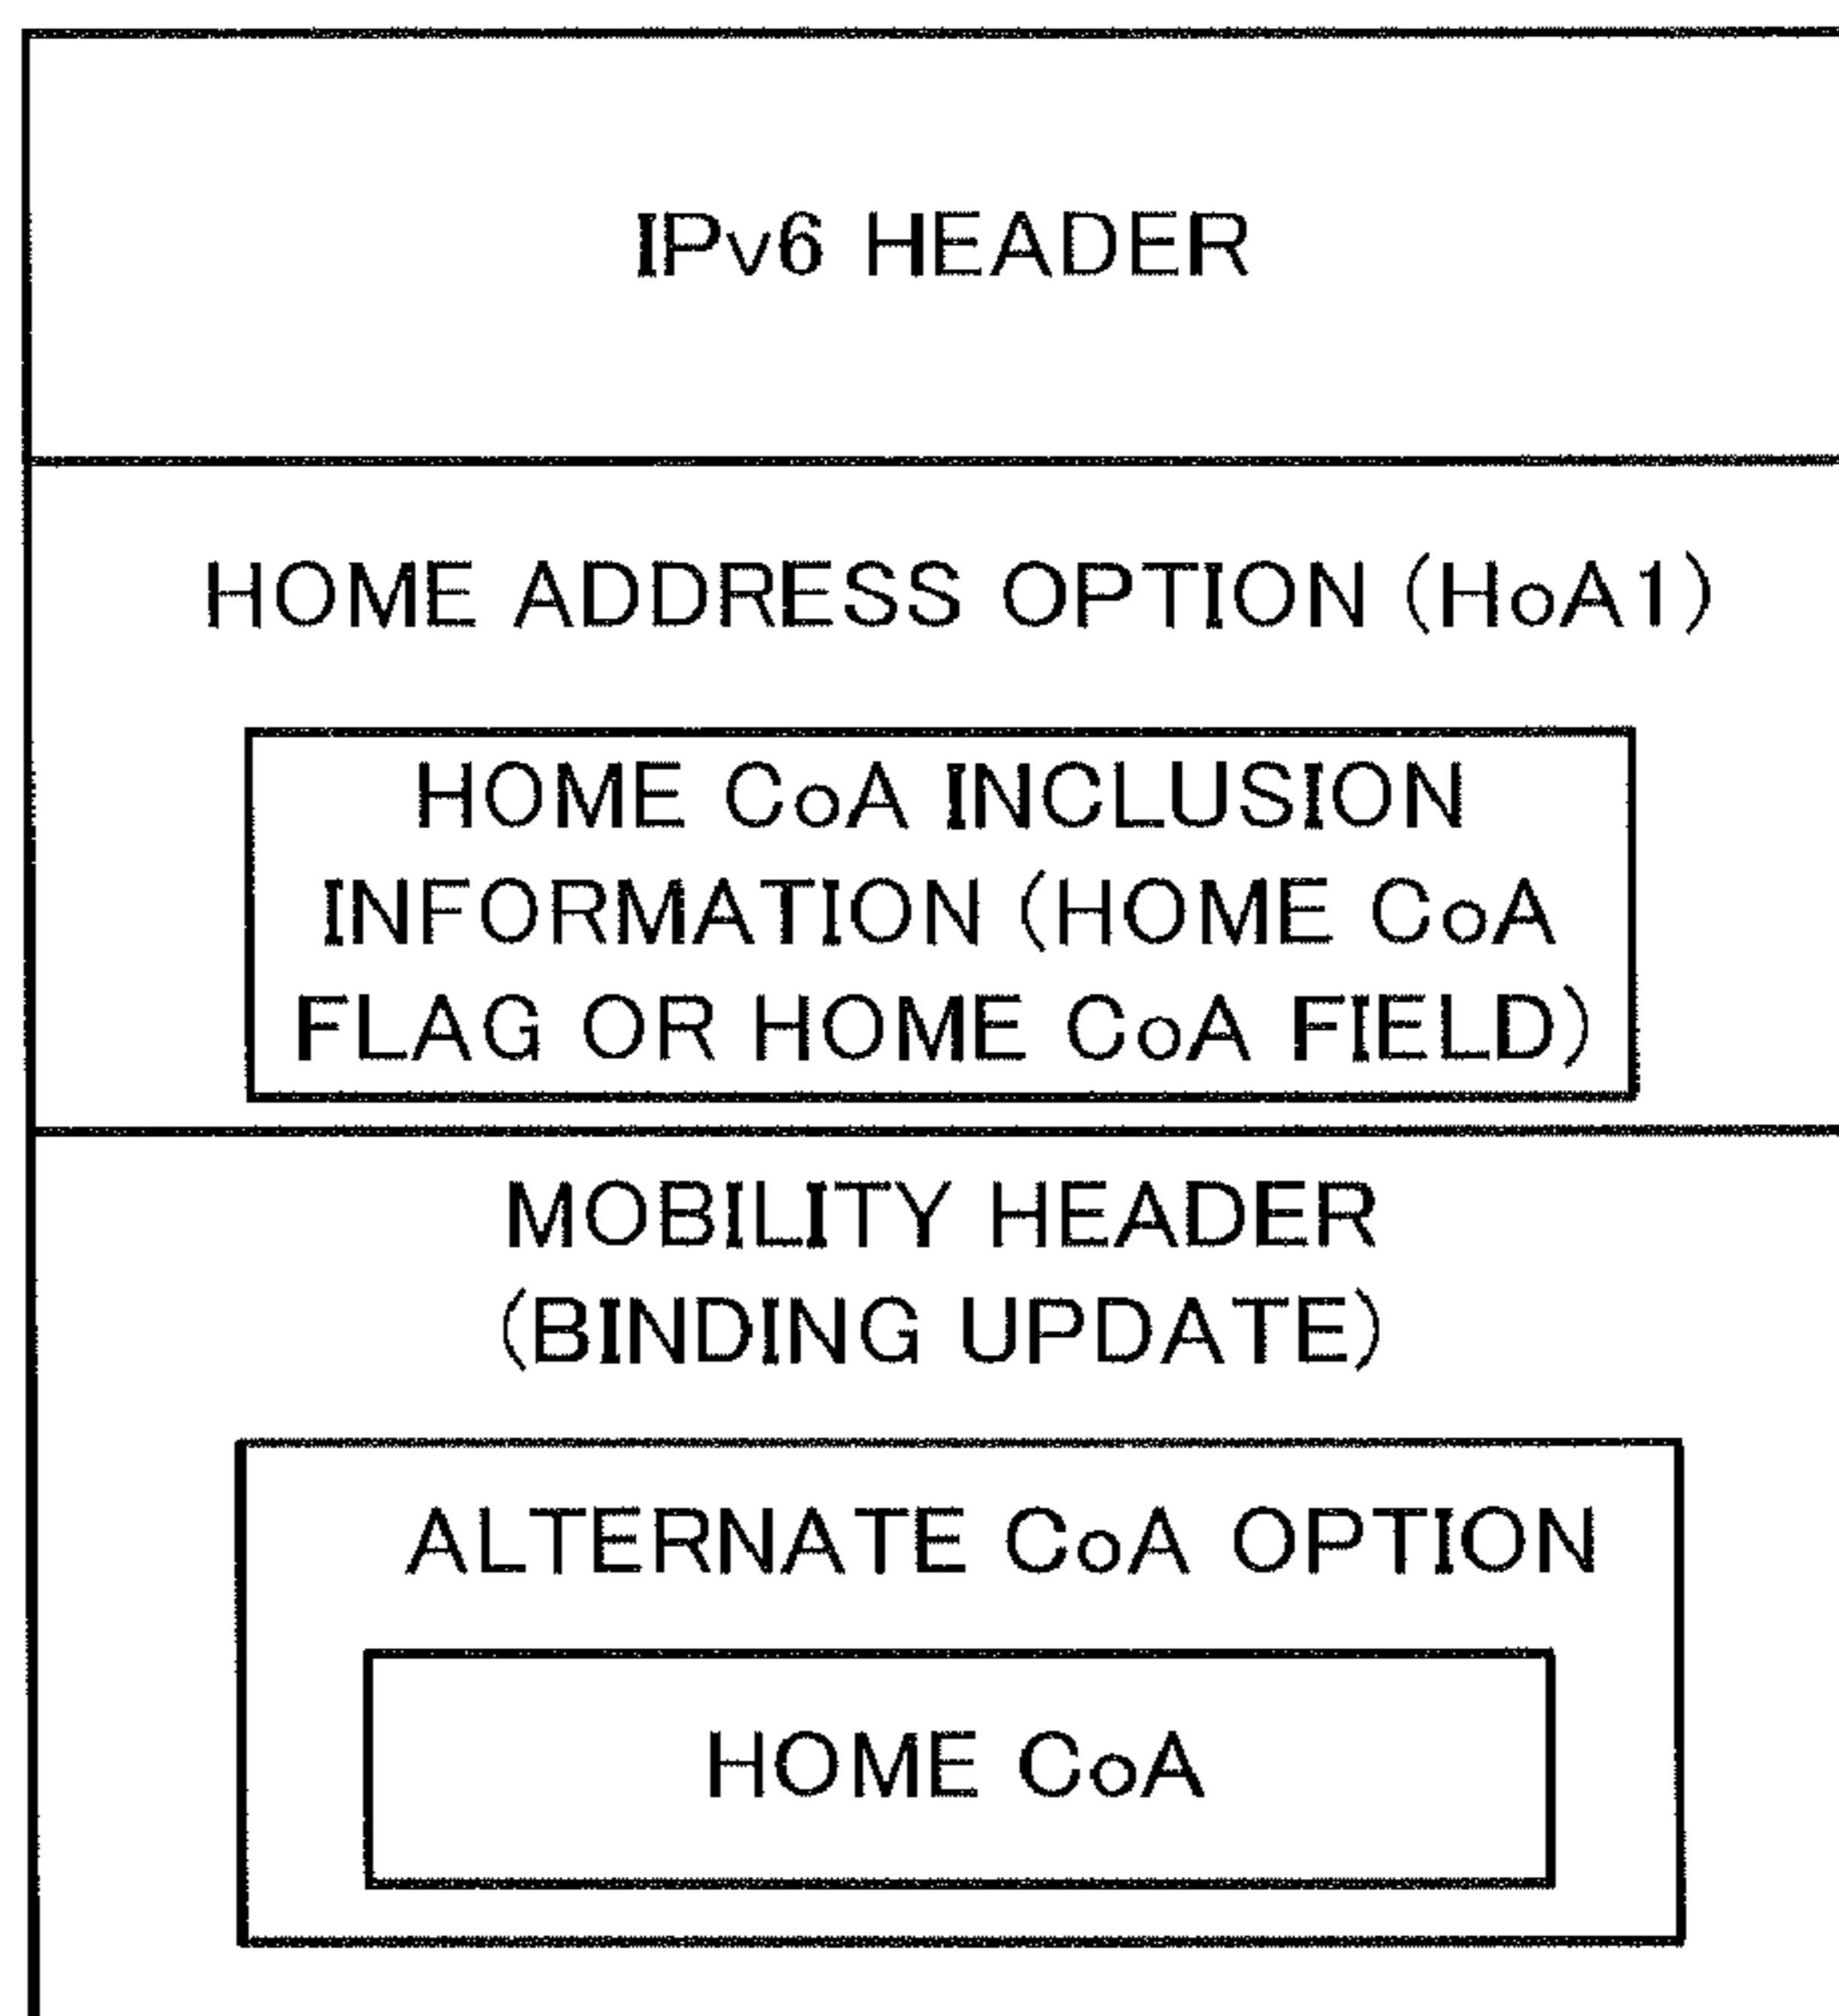 IPv6 HEADER
HOME ADDRESS OPTION (HoA1)
HOME CoA INCLUSION
INFORMATION (HOME CoA
FLAG OR HOME CoA FIELD)
MOBILITY HEADER
(BINDING UPDATE)
ALTERNATE CoA OPTION
HOME CoA